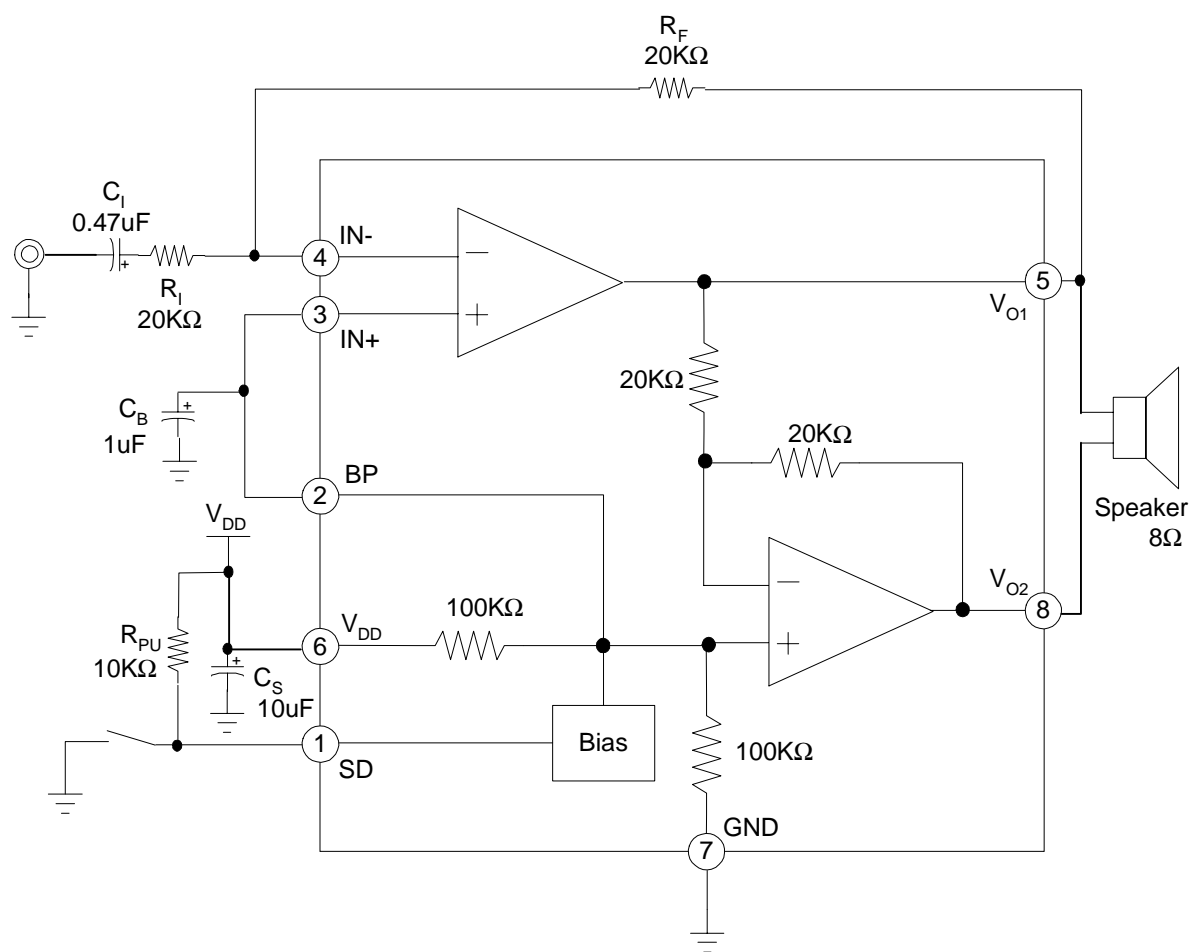 R_F
20KΩ
C_I
0.47uF
+
R_I
20KΩ
4
IN-
−
3
IN+
+
5
V_O1
20KΩ
C_B
1uF
+
20KΩ
2
BP
Speaker
8Ω
V_DD
R_PU
10KΩ
6
V_DD
100KΩ
−
+
V_O2
8
+
C_S
10uF
1
SD
Bias
100KΩ
GND
7